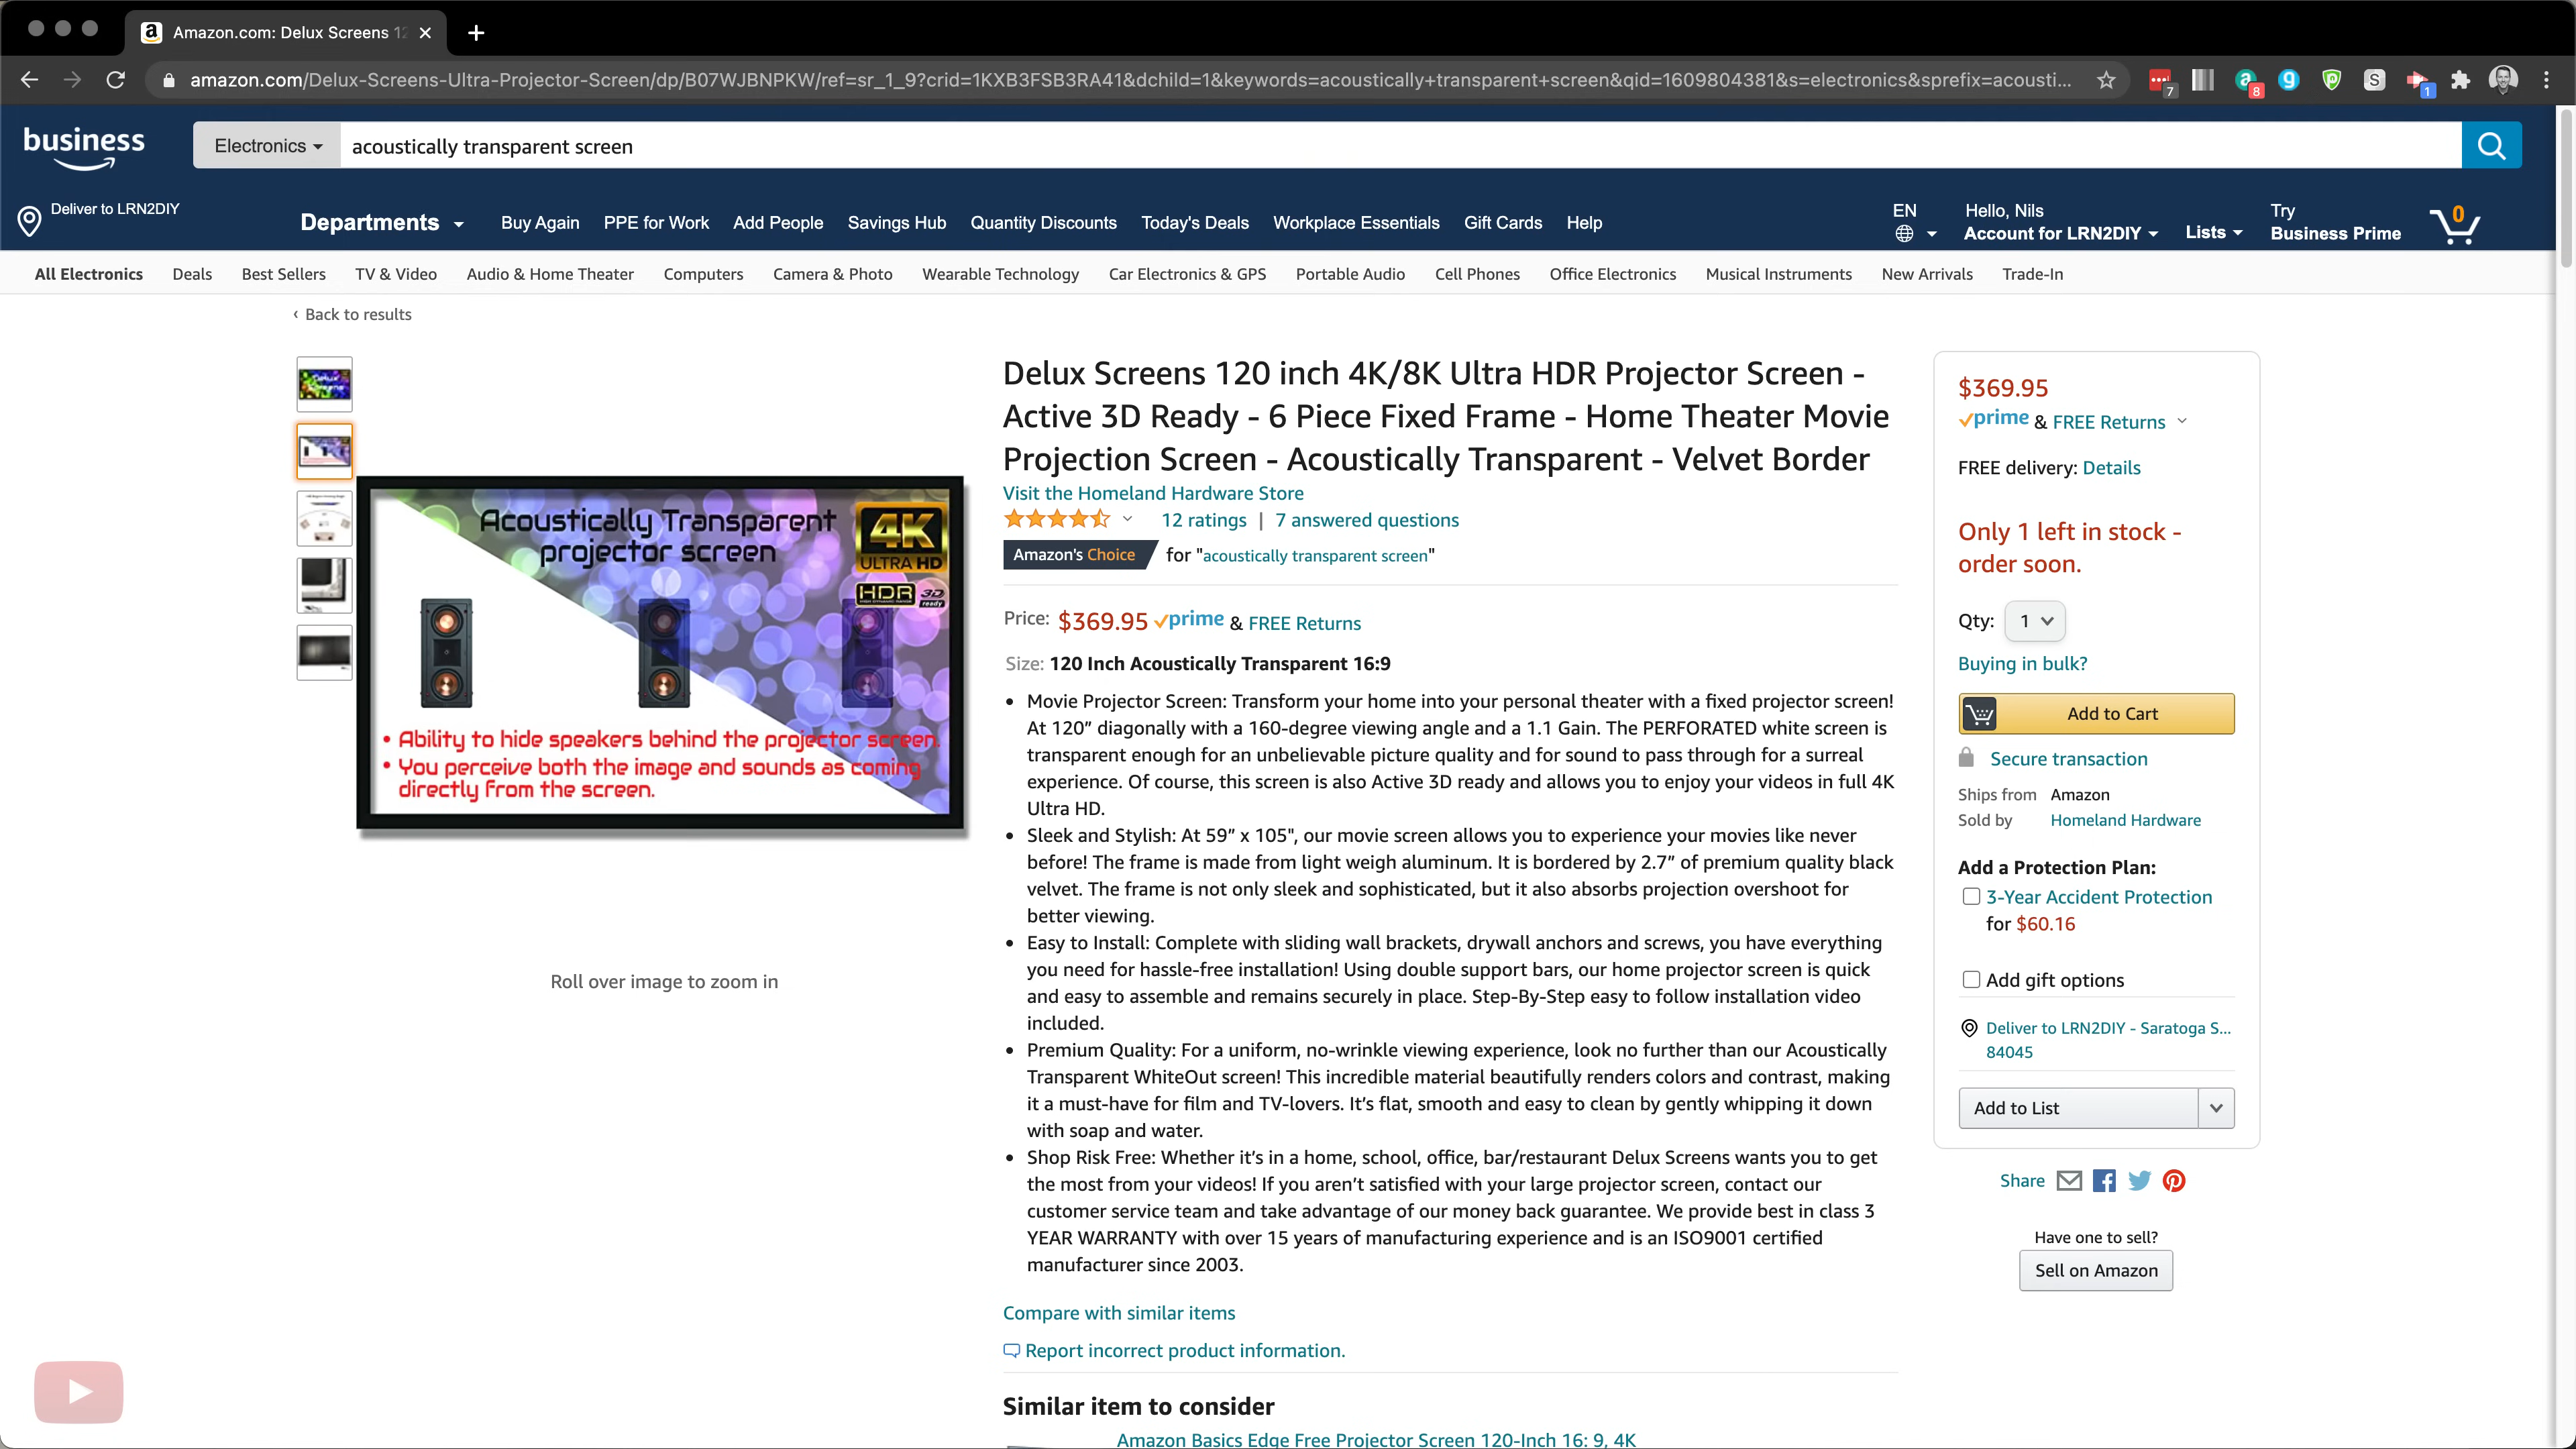 Amazon.com: Delux Screens 12
amazon.com/Delux-Screens-Ultra-Projector-Screen/dp/B07WJBNPKW/ref=sr_1_9?crid=1KXB3FSB3RA41&dchild=1&keywords=acoustically+transparent+screen&qid=1609804381&s=electronics&sprefix=acousti...
7
8
1
business
Electronics
acoustically transparent screen
Deliver to LRN2DIY
Departments
Buy Again
PPE for Work
Add People
Savings Hub
Quantity Discounts
Today's Deals
Workplace Essentials
Gift Cards
Help
EN
Hello, Nils
Account for LRN2DIY
Lists
Try
Business Prime
0
All Electronics
Deals
Best Sellers
TV & Video
Audio & Home Theater
Computers
Camera & Photo
Wearable Technology
Car Electronics & GPS
Portable Audio
Cell Phones
Office Electronics
Musical Instruments
New Arrivals
Trade-In
‹ Back to results
Acoustically Transparent
projector screen
4K
ULTRA HD
HDR
3D
ready
• Ability to hide speakers behind the projector screen.
• You perceive both the image and sounds as coming
directly from the screen.
Roll over image to zoom in
Delux Screens 120 inch 4K/8K Ultra HDR Projector Screen -
Active 3D Ready - 6 Piece Fixed Frame - Home Theater Movie
Projection Screen - Acoustically Transparent - Velvet Border
Visit the Homeland Hardware Store
12 ratings | 7 answered questions
Amazon's Choice for "acoustically transparent screen"
Price: $369.95 prime & FREE Returns
Size: 120 Inch Acoustically Transparent 16:9
• Movie Projector Screen: Transform your home into your personal theater with a fixed projector screen!
At 120” diagonally with a 160-degree viewing angle and a 1.1 Gain. The PERFORATED white screen is
transparent enough for an unbelievable picture quality and for sound to pass through for a surreal
experience. Of course, this screen is also Active 3D ready and allows you to enjoy your videos in full 4K
Ultra HD.
• Sleek and Stylish: At 59” x 105", our movie screen allows you to experience your movies like never
before! The frame is made from light weigh aluminum. It is bordered by 2.7” of premium quality black
velvet. The frame is not only sleek and sophisticated, but it also absorbs projection overshoot for
better viewing.
• Easy to Install: Complete with sliding wall brackets, drywall anchors and screws, you have everything
you need for hassle-free installation! Using double support bars, our home projector screen is quick
and easy to assemble and remains securely in place. Step-By-Step easy to follow installation video
included.
• Premium Quality: For a uniform, no-wrinkle viewing experience, look no further than our Acoustically
Transparent WhiteOut screen! This incredible material beautifully renders colors and contrast, making
it a must-have for film and TV-lovers. It’s flat, smooth and easy to clean by gently whipping it down
with soap and water.
• Shop Risk Free: Whether it’s in a home, school, office, bar/restaurant Delux Screens wants you to get
the most from your videos! If you aren’t satisfied with your large projector screen, contact our
customer service team and take advantage of our money back guarantee. We provide best in class 3
YEAR WARRANTY with over 15 years of manufacturing experience and is an ISO9001 certified
manufacturer since 2003.
Compare with similar items
Report incorrect product information.
Similar item to consider
Amazon Basics Edge Free Projector Screen 120-Inch 16: 9, 4K
$369.95
prime & FREE Returns
FREE delivery: Details
Only 1 left in stock -
order soon.
Qty: 1
Buying in bulk?
Add to Cart
Secure transaction
Ships from Amazon
Sold by Homeland Hardware
Add a Protection Plan:
3-Year Accident Protection
for $60.16
Add gift options
Deliver to LRN2DIY - Saratoga S...
84045
Add to List
Share
Have one to sell?
Sell on Amazon